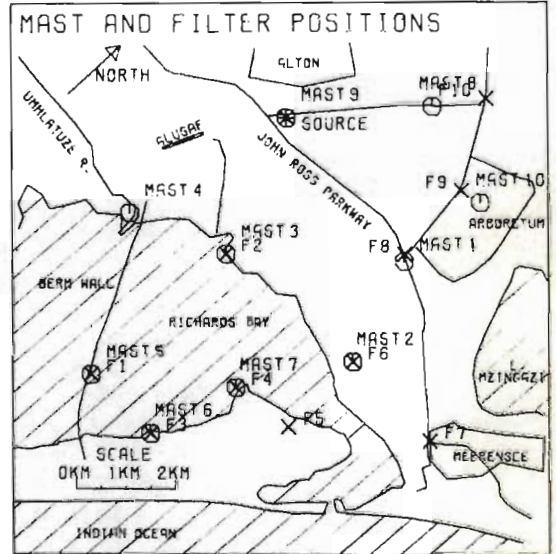 MAST AND FILTER POSITIONS
NORTH
ALTON
MAST 8
F10
MAST 9
SOURCE
UMHLATUZE R.
JOHN ROSS PARKWAY
MAST 4
F9
MAST 10
ARBORETUM
MAST 3
F2
F8
MAST 1
BERM WALL
RICHARDS BAY
MAST 2
F6
L.
MZINGAZI
MAST 5
F1
MAST 7
F4
MAST 6
F3
F5
F7
MEERENSEE
SCALE
0KM 1KM 2KM
INDIAN OCEAN